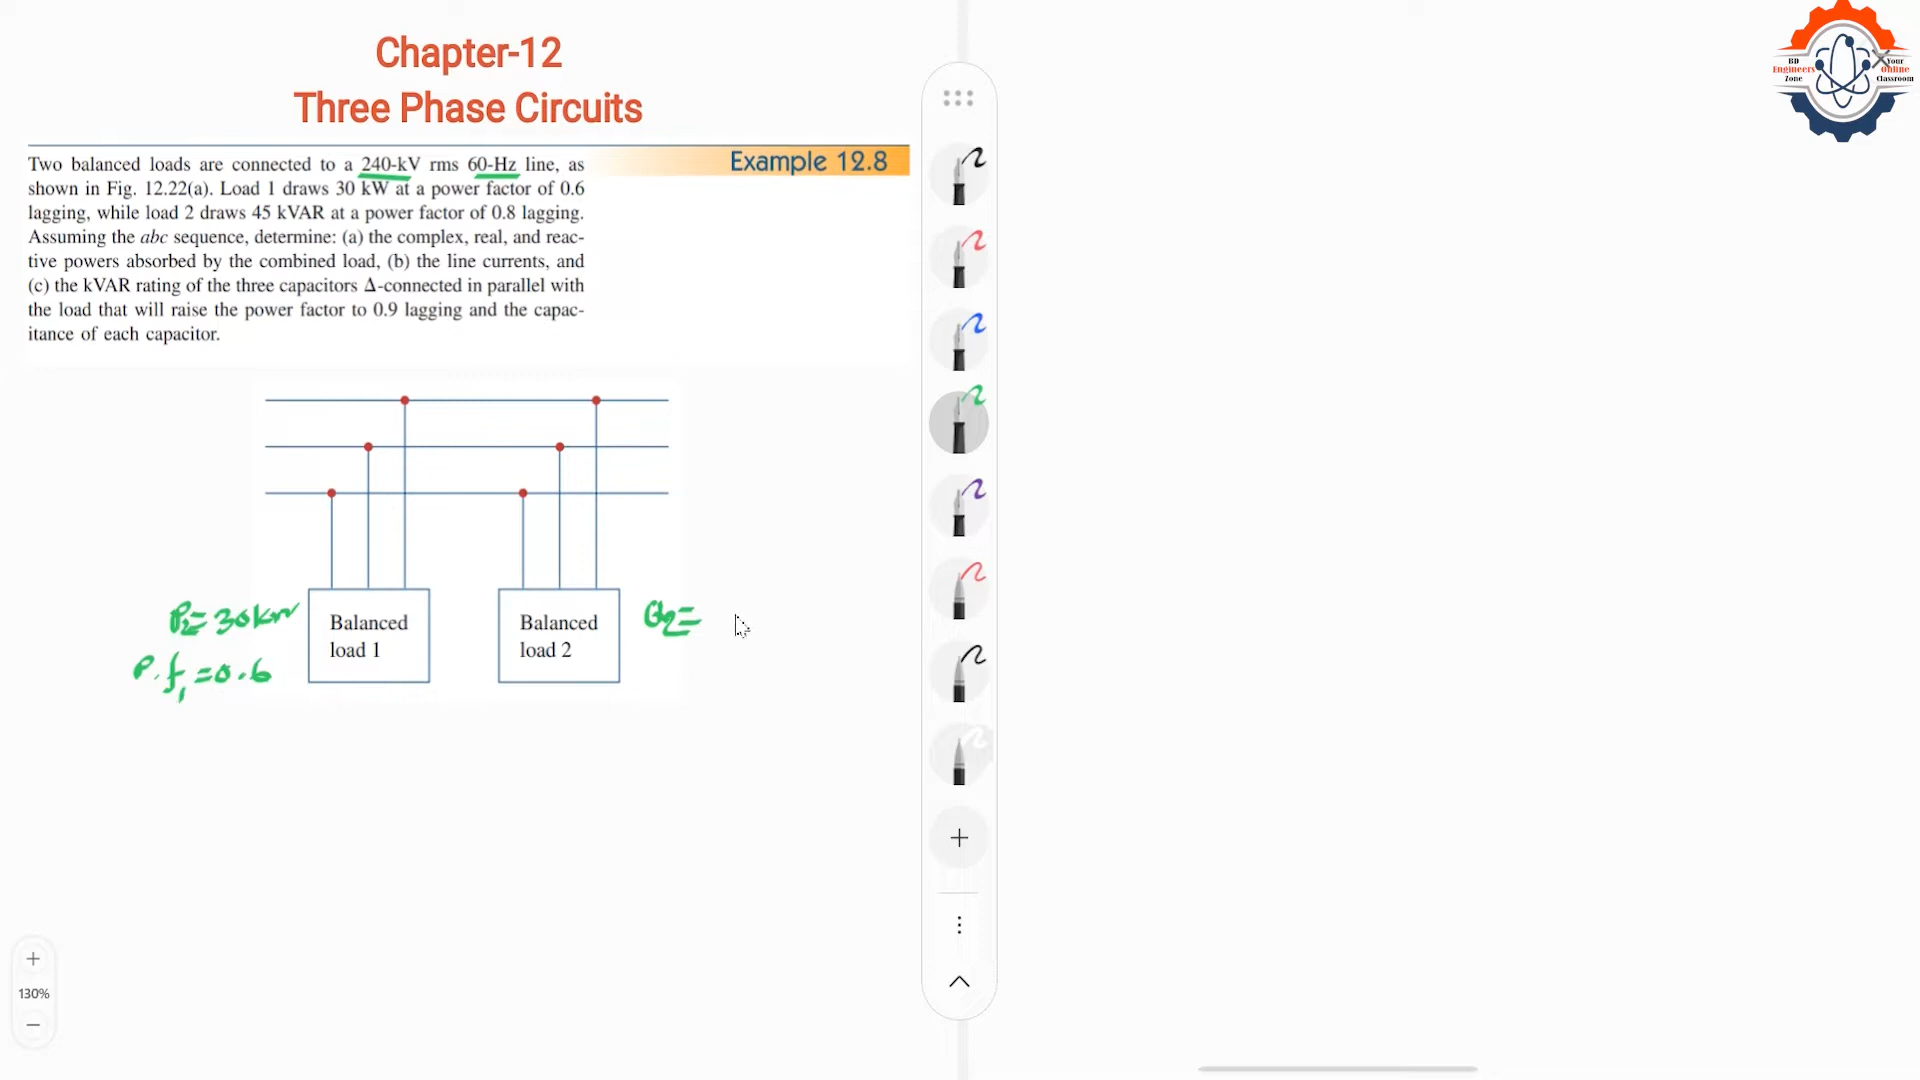 Chapter-12
Three Phase Circuits
Example 12.8
Two balanced loads are connected to a 240-kV rms 60-Hz line, as
shown in Fig. 12.22(a). Load 1 draws 30 kW at a power factor of 0.6
lagging, while load 2 draws 45 kVAR at a power factor of 0.8 lagging.
Assuming the abc sequence, determine: (a) the complex, real, and reac-
tive powers absorbed by the combined load, (b) the line currents, and
(c) the kVAR rating of the three capacitors Δ-connected in parallel with
the load that will raise the power factor to 0.9 lagging and the capac-
itance of each capacitor.
= 30kW
P.f₁ = 0.6
Balanced
load 1
Balanced
load 2
Q₂=
130%
BD
Engineers
Zone
Your
Online
Classroom